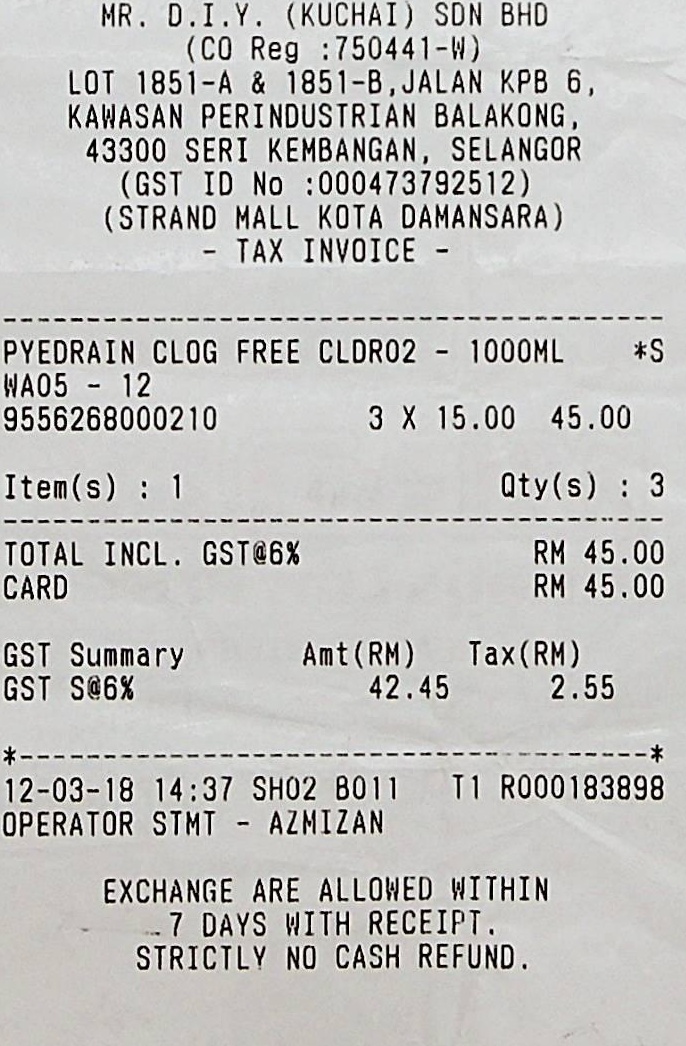 MR. D.I.Y. (KUCHAI) SDN BHD
(CO Reg :750441-W)
LOT 1851-A & 1851-B,JALAN KPB 6,
KAWASAN PERINDUSTRIAN BALAKONG,
43300 SERI KEMBANGAN, SELANGOR
(GST ID No :000473792512)
(STRAND MALL KOTA DAMANSARA)
- TAX INVOICE -
----------------------------------------
PYEDRAIN CLOG FREE CLDR02 - 1000ML *S
WA05 - 12
9556268000210 3 X 15.00 45.00
Item(s) : 1 Qty(s) : 3
----------------------------------------
TOTAL INCL. GST@6% RM 45.00
CARD RM 45.00
GST Summary Amt(RM) Tax(RM)
GST S@6% 42.45 2.55
*--------------------------------------*
12-03-18 14:37 SH02 B011 T1 R000183898
OPERATOR STMT - AZMIZAN
EXCHANGE ARE ALLOWED WITHIN
7 DAYS WITH RECEIPT.
STRICTLY NO CASH REFUND.